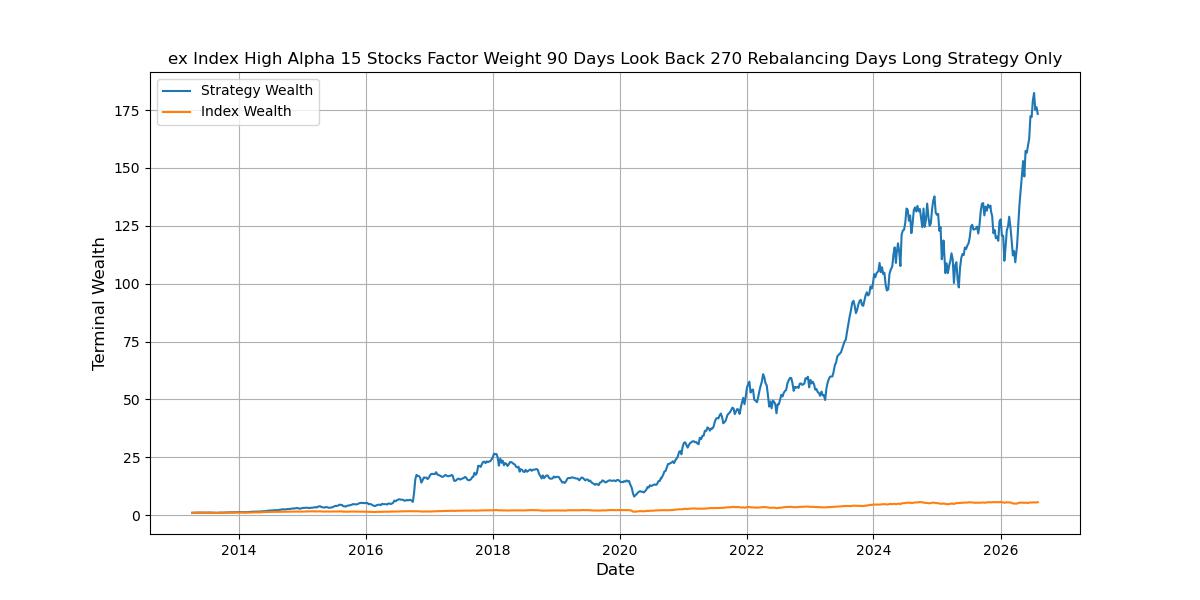 ex Index High Alpha 15 Stocks Factor Weight 90 Days Look Back 270 Rebalancing Days Long Strategy Only
Strategy Wealth
Index Wealth
Terminal Wealth
175
150
125
100
75
50
25
0
2014 2016 2018 2020 2022 2024 2026
Date